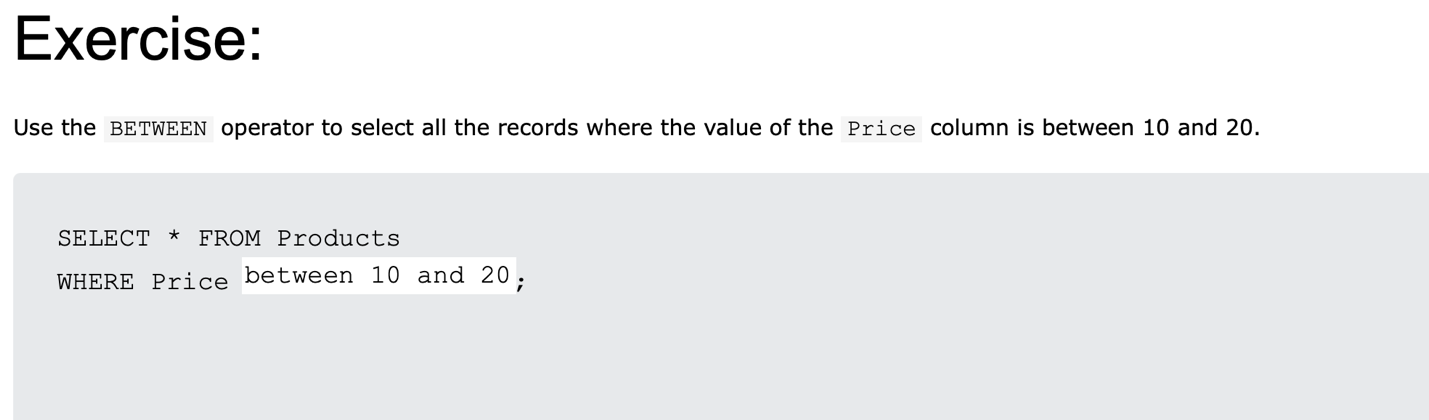 Exercise:
Use the BETWEEN operator to select all the records where the value of the Price column is between 10 and 20.
SELECT * FROM Products
WHERE Price between 10 and 20;